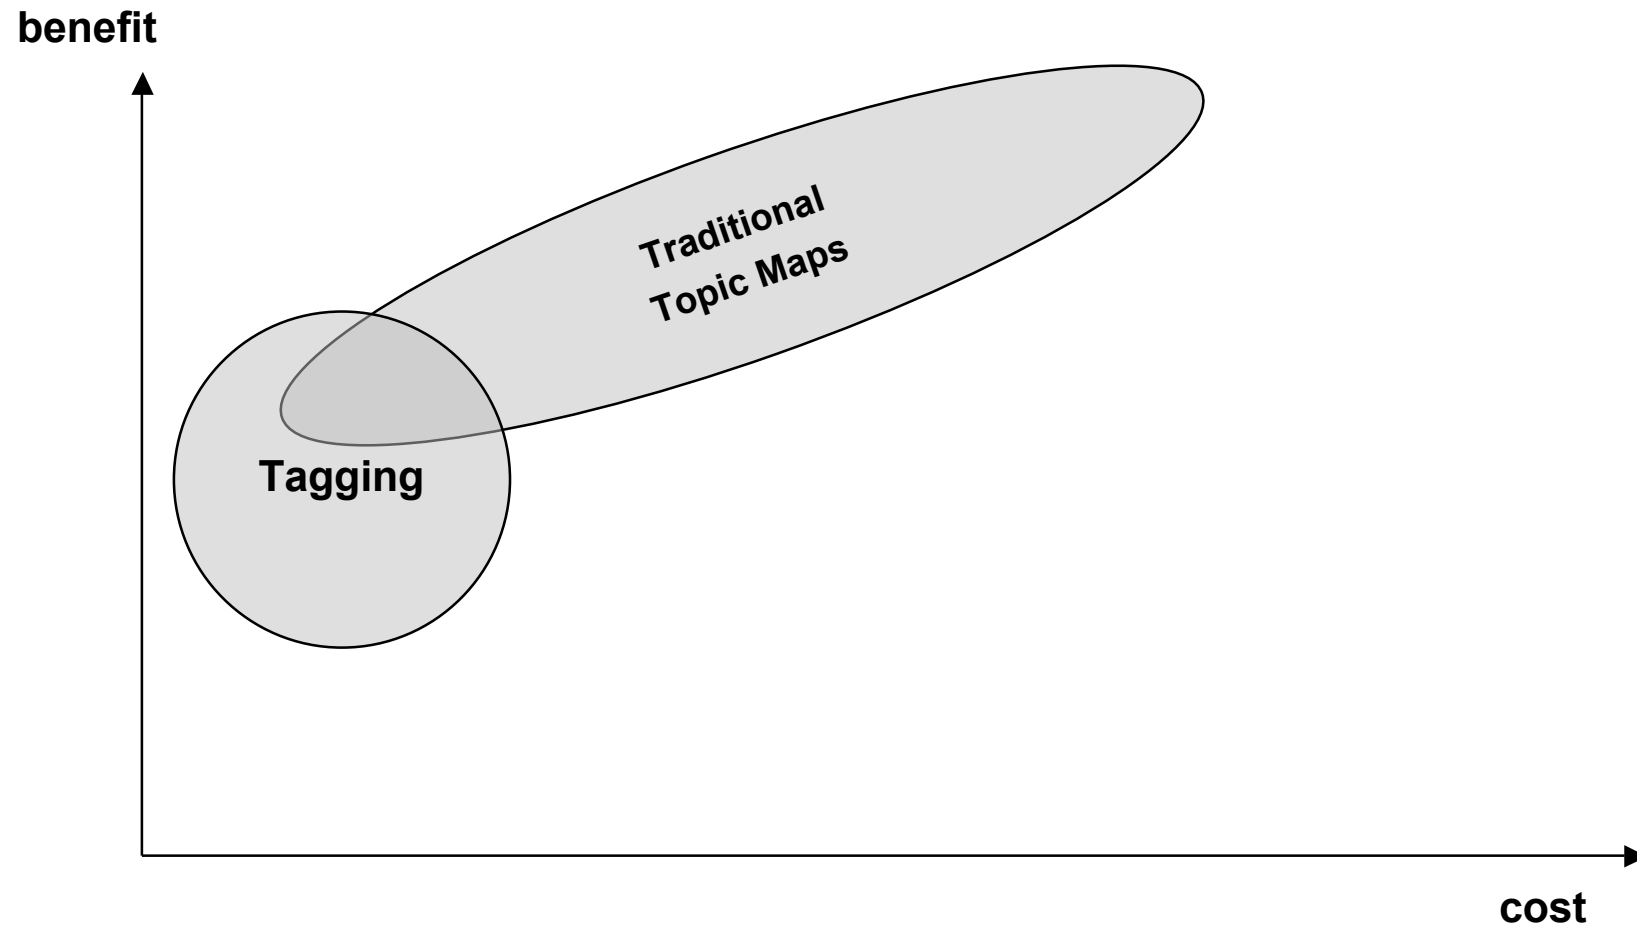 benefit
Traditional
Topic Maps
Tagging
cost